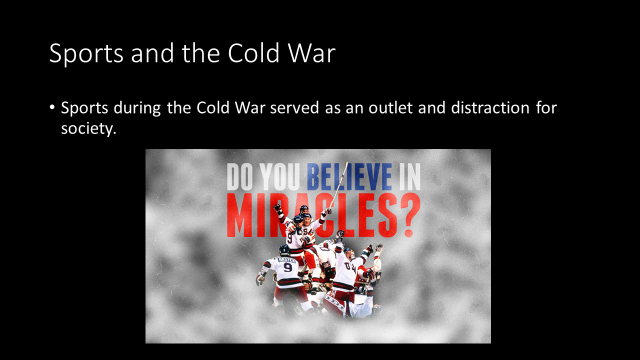 Sports and the Cold War
• Sports during the Cold War served as an outlet and distraction for
society.
DO YOU BELIEVE IN
MIRACLES?
9